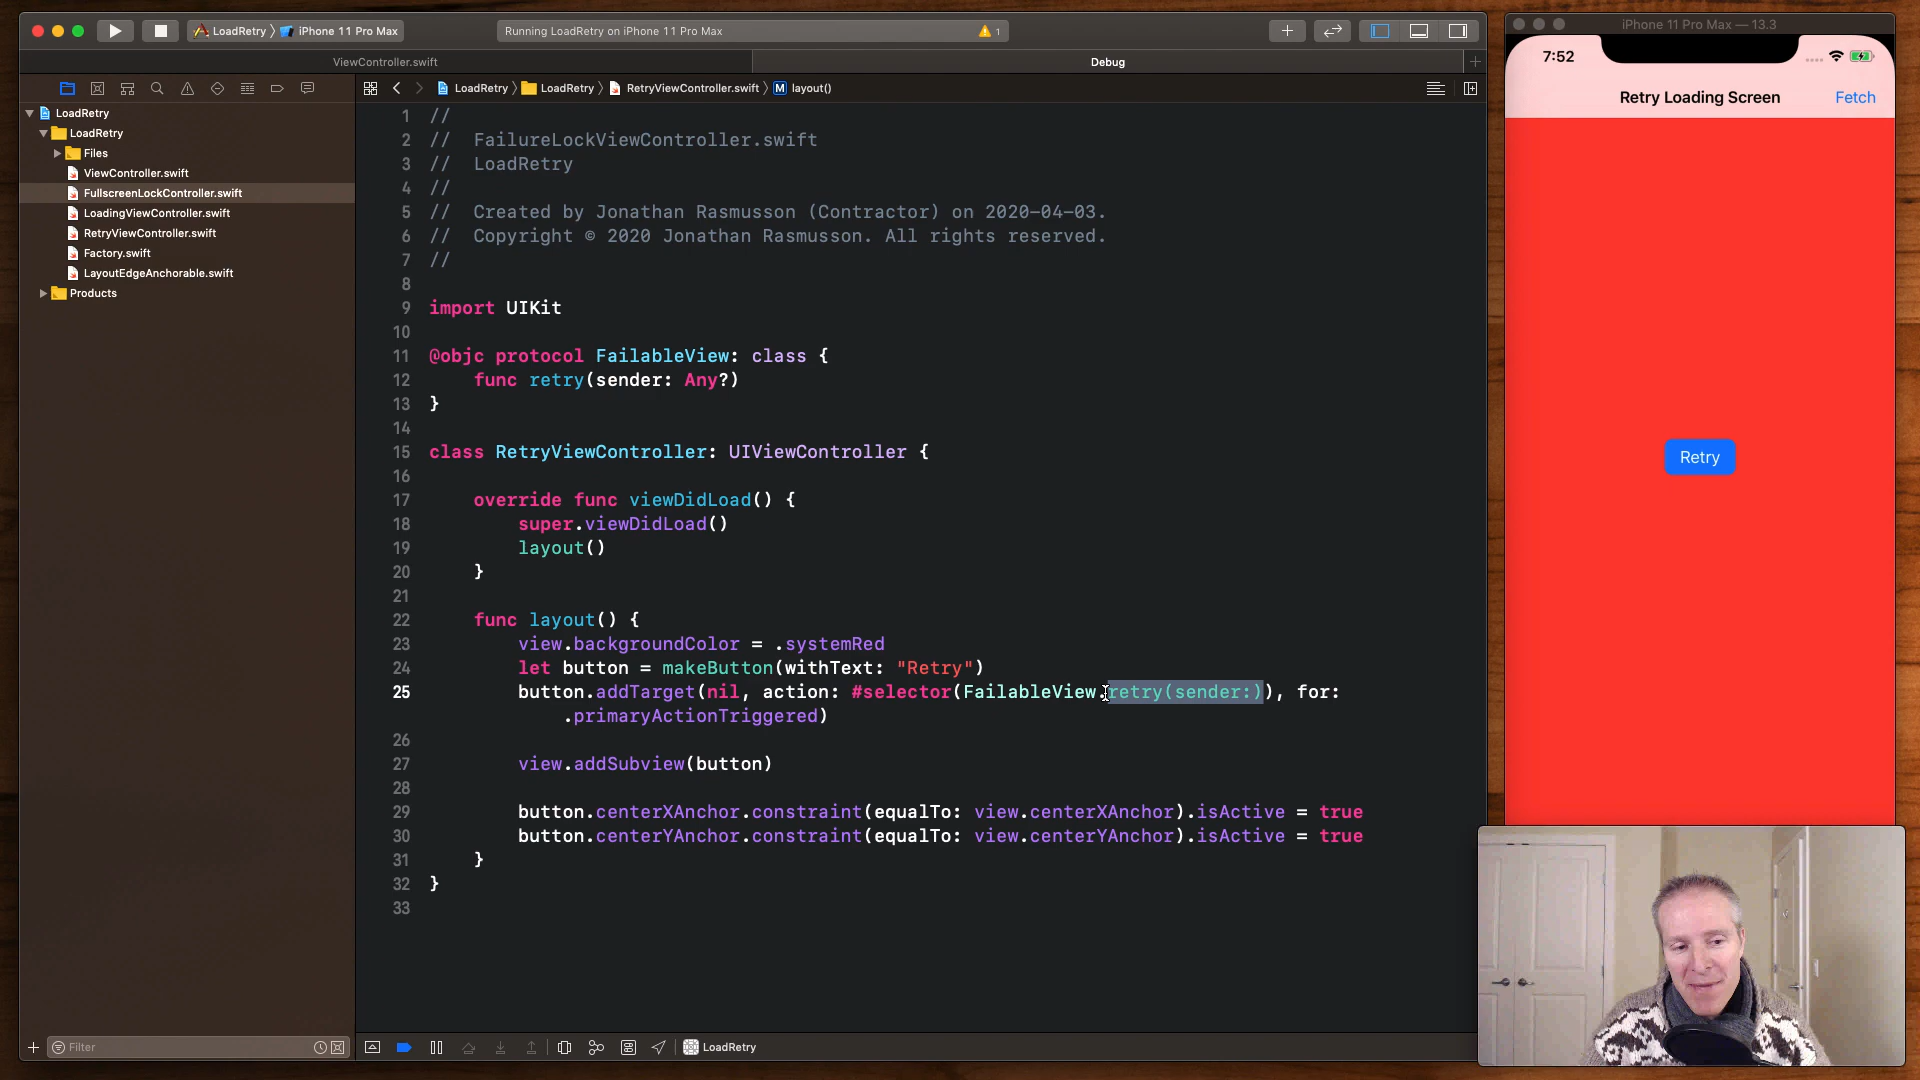 LoadRetry
iPhone 11 Pro Max
Running LoadRetry on iPhone 11 Pro Max
1
iPhone 11 Pro Max — 13.3
ViewController.swift
Debug
7:52
Retry Loading Screen
Fetch
LoadRetry
LoadRetry
RetryViewController.swift
M
layout()
LoadRetry
LoadRetry
Files
ViewController.swift
FullscreenLockController.swift
LoadingViewController.swift
RetryViewController.swift
Factory.swift
LayoutEdgeAnchorable.swift
Products
1 //
2 //  FailureLockViewController.swift
3 //  LoadRetry
4 //
5 //  Created by Jonathan Rasmusson (Contractor) on 2020-04-03.
6 //  Copyright © 2020 Jonathan Rasmusson. All rights reserved.
7 //
8
9 import UIKit
10
11 @objc protocol FailableView: class {
12     func retry(sender: Any?)
13 }
14
15 class RetryViewController: UIViewController {
16
17     override func viewDidLoad() {
18         super.viewDidLoad()
19         layout()
20     }
21
22     func layout() {
23         view.backgroundColor = .systemRed
24         let button = makeButton(withText: "Retry")
25         button.addTarget(nil, action: #selector(FailableView.retry(sender:)), for:
            .primaryActionTriggered)
26
27         view.addSubview(button)
28
29         button.centerXAnchor.constraint(equalTo: view.centerXAnchor).isActive = true
30         button.centerYAnchor.constraint(equalTo: view.centerYAnchor).isActive = true
31     }
32 }
33
Retry
Filter
LoadRetry